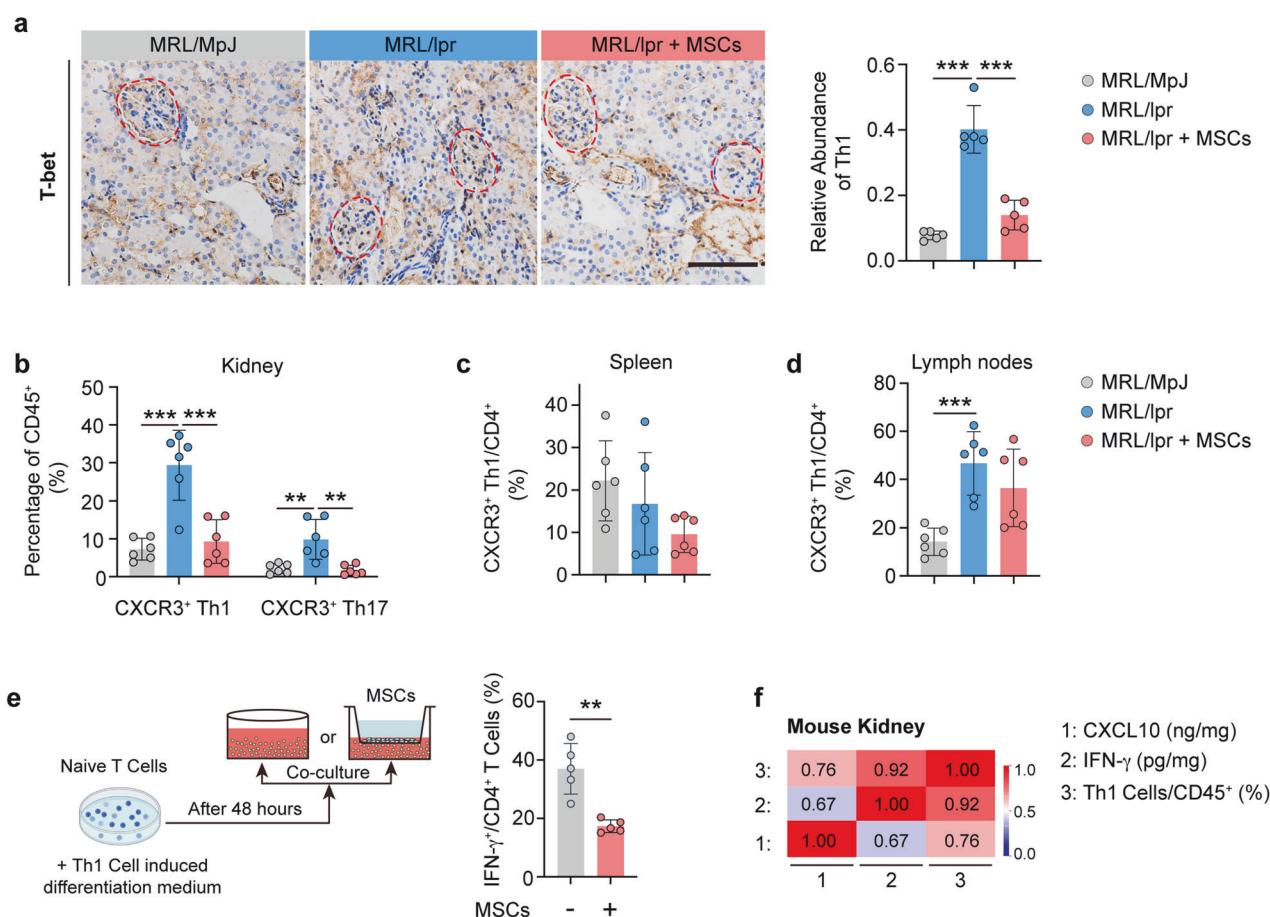 a
MRL/MpJ
MRL/lpr
MRL/lpr + MSCs
T-bet
Relative Abundance
of Th1
0.6
0.4
0.2
0.0
*** ***
MRL/MpJ
MRL/lpr
MRL/lpr + MSCs
b
Kidney
Percentage of CD45⁺
(%)
50
40
30
20
10
0
*** ***
** **
CXCR3⁺ Th1
CXCR3⁺ Th17
c
Spleen
CXCR3⁺ Th1/CD4⁺
(%)
40
30
20
10
0
d
Lymph nodes
CXCR3⁺ Th1/CD4⁺
(%)
80
60
40
20
0
***
MRL/MpJ
MRL/lpr
MRL/lpr + MSCs
e
MSCs
or
Co-culture
Naive T Cells
After 48 hours
+ Th1 Cell induced
differentiation medium
IFN-γ⁺/CD4⁺ T Cells (%)
60
40
20
0
**
MSCs - +
f
Mouse Kidney
3: 0.76 0.92 1.00
2: 0.67 1.00 0.92
1: 1.00 0.67 0.76
1 2 3
1.0
0.5
0.0
1: CXCL10 (ng/mg)
2: IFN-γ (pg/mg)
3: Th1 Cells/CD45⁺ (%)